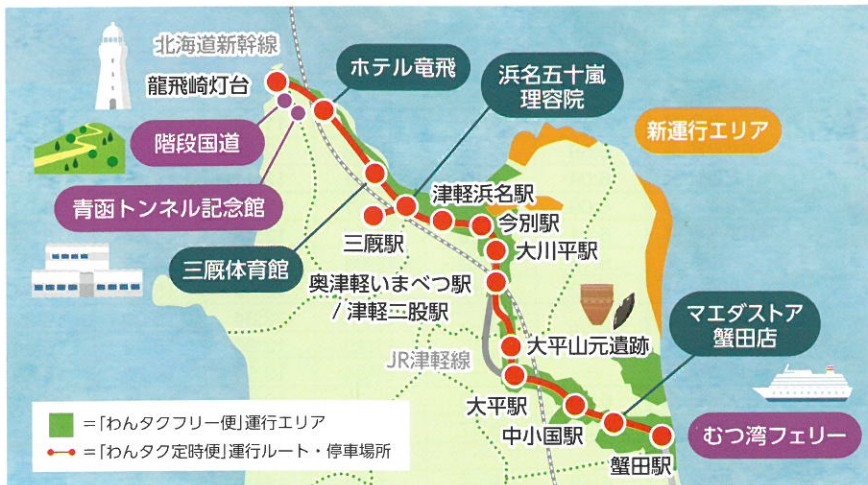 北海道新幹線
龍飛崎灯台
ホテル竜飛
浜名五十嵐
理容院
階段国道
新運行エリア
青函トンネル記念館
津軽浜名駅
今別駅
三厩駅
大川平駅
三厩体育館
奥津軽いまべつ駅
/ 津軽二股駅
マエダストア
蟹田店
大平山元遺跡
JR津軽線
大平駅
中小国駅
むつ湾フェリー
蟹田駅
=「わんタクフリー便」運行エリア
=「わんタク定時便」運行ルート・停車場所